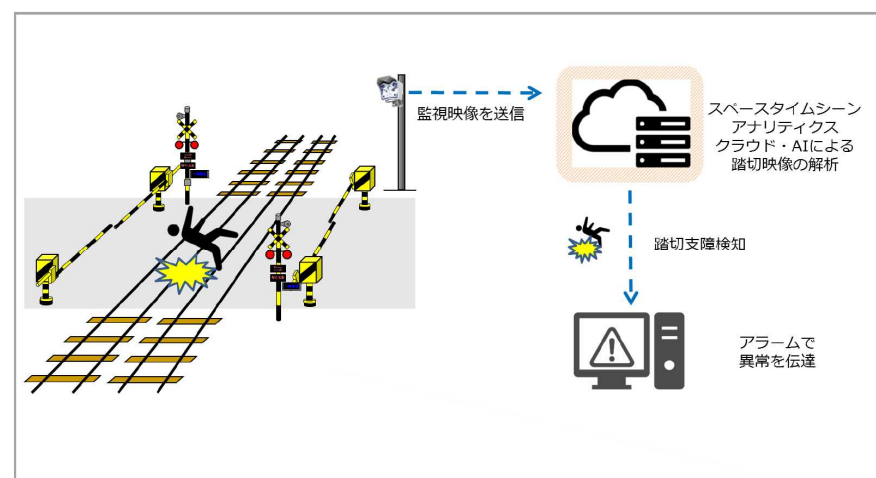 監視映像を送信
スペースタイムシーン
アナリティクス
クラウド・AIによる
踏切映像の解析
踏切支障検知
アラームで
異常を伝達